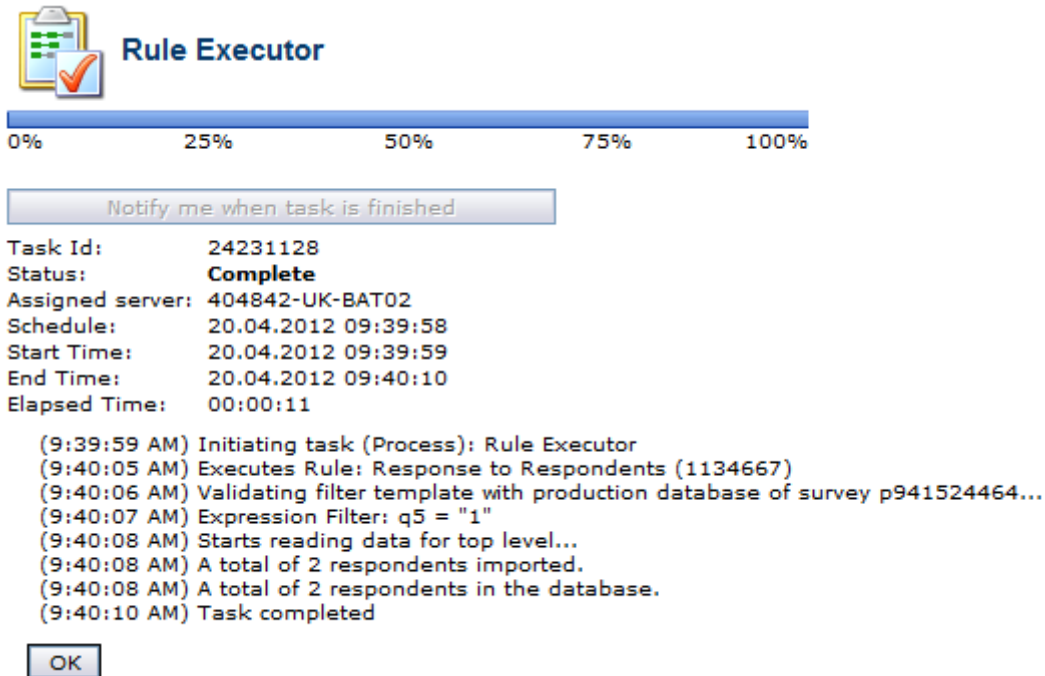 Rule Executor
0% 25% 50% 75% 100%
Notify me when task is finished
Task Id: 24231128
Status: Complete
Assigned server: 404842-UK-BAT02
Schedule: 20.04.2012 09:39:58
Start Time: 20.04.2012 09:39:59
End Time: 20.04.2012 09:40:10
Elapsed Time: 00:00:11
(9:39:59 AM) Initiating task (Process): Rule Executor
(9:40:05 AM) Executes Rule: Response to Respondents (1134667)
(9:40:06 AM) Validating filter template with production database of survey p941524464...
(9:40:07 AM) Expression Filter: q5 = "1"
(9:40:08 AM) Starts reading data for top level...
(9:40:08 AM) A total of 2 respondents imported.
(9:40:08 AM) A total of 2 respondents in the database.
(9:40:10 AM) Task completed
OK